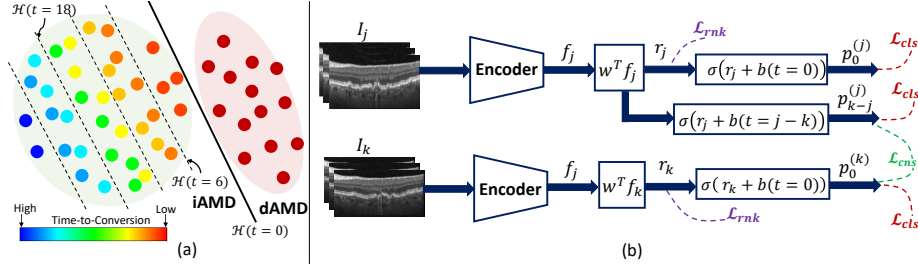 ℋ(t = 18)
ℋ(t = 6)
iAMD
dAMD
ℋ(t = 0)
High
Time-to-Conversion
Low
(a)
I_j
Encoder
f_j
w^T f_j
r_j
ℒ_rnk
σ(r_j + b(t = 0))
p_0^(j)
ℒ_cls
σ(r_j + b(t = j − k))
p_{k−j}^(j)
ℒ_cls
ℒ_cns
I_k
Encoder
f_j
w^T f_k
r_k
ℒ_rnk
σ( r_k + b(t = 0))
p_0^(k)
ℒ_cls
(b)